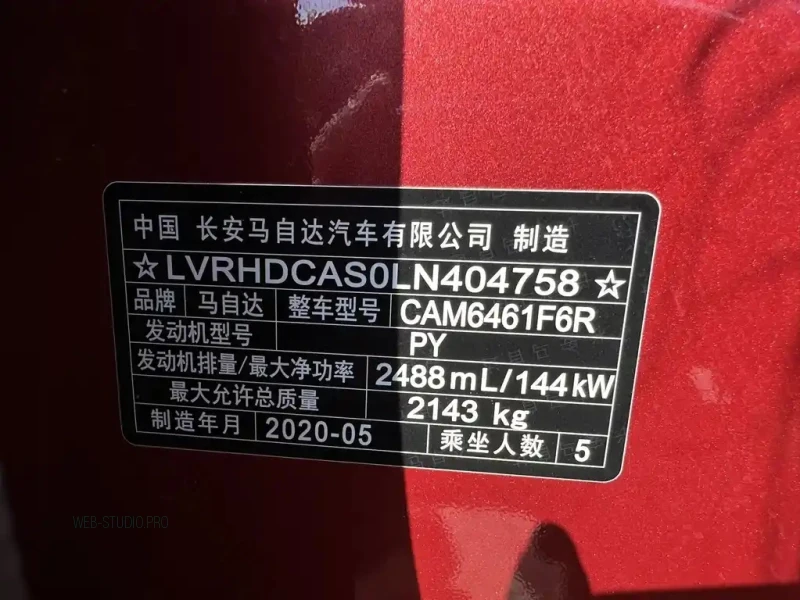 中国 长安马自达汽车有限公司 制造
☆LVRHDCAS0LN404758☆
品牌 马自达 整车型号 CAM6461F6R
发动机型号 PY
发动机排量/最大净功率 2488mL/144kW
最大允许总质量 2143 kg
制造年月 2020-05 乘坐人数 5
WEB-STUDIO.PRO